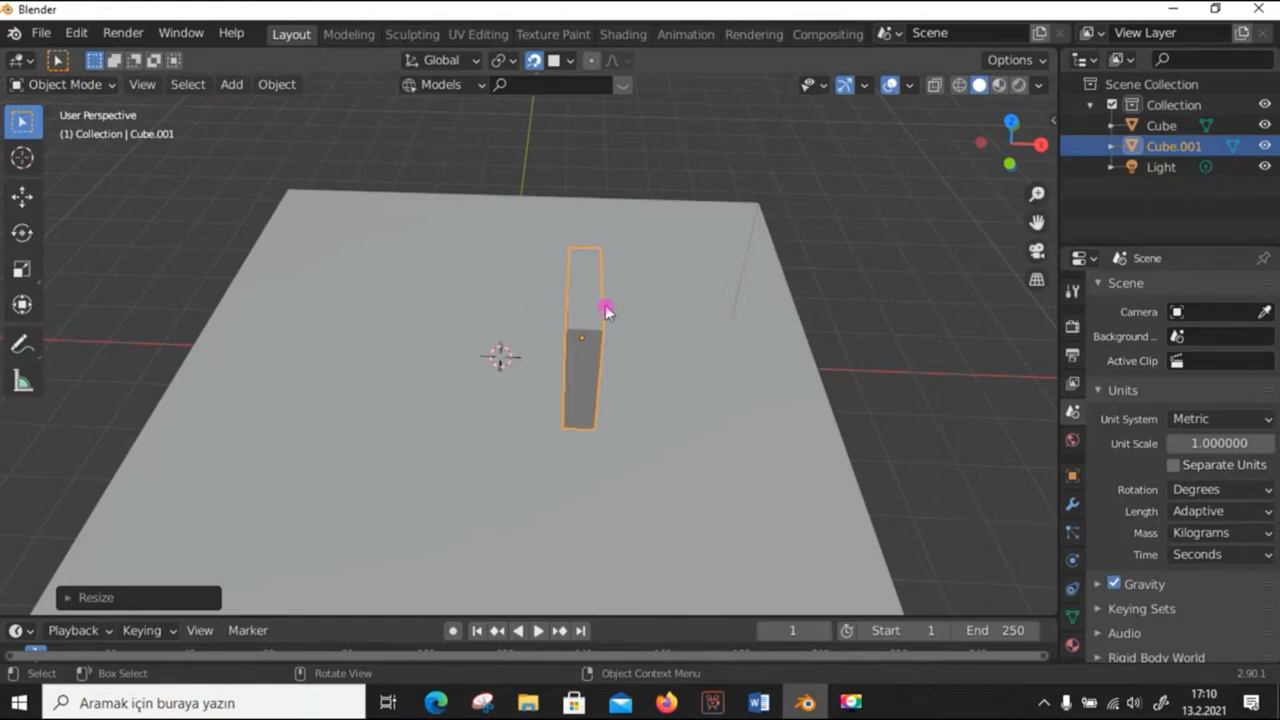 Blender
File Edit Render Window Help Layout Modeling Sculpting UV Editing Texture Paint Shading Animation Rendering Compositing Scene View Layer
Global Options
Object Mode View Select Add Object Models
User Perspective
(1) Collection | Cube.001
Z
X
Scene Collection
Collection
Cube
Cube.001
Light
Scene
Scene
Camera
Background ...
Active Clip
Units
Unit System Metric
Unit Scale 1.000000
Separate Units
Rotation Degrees
Length Adaptive
Mass Kilograms
Time Seconds
Gravity
Keying Sets
Audio
Rigid Body World
Resize
Playback Keying View Marker 1 Start 1 End 250
Select Box Select Rotate View Object Context Menu 2.90.1
Aramak için buraya yazın
17:10
13.2.2021